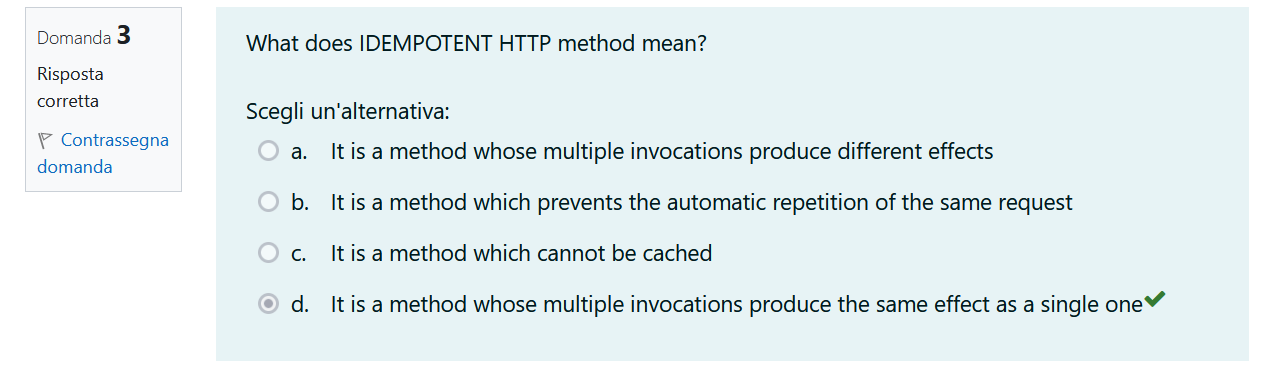 Domanda 3
Risposta
corretta
Contrassegna
domanda
What does IDEMPOTENT HTTP method mean?
Scegli un'alternativa:
a. It is a method whose multiple invocations produce different effects
b. It is a method which prevents the automatic repetition of the same request
c. It is a method which cannot be cached
d. It is a method whose multiple invocations produce the same effect as a single one